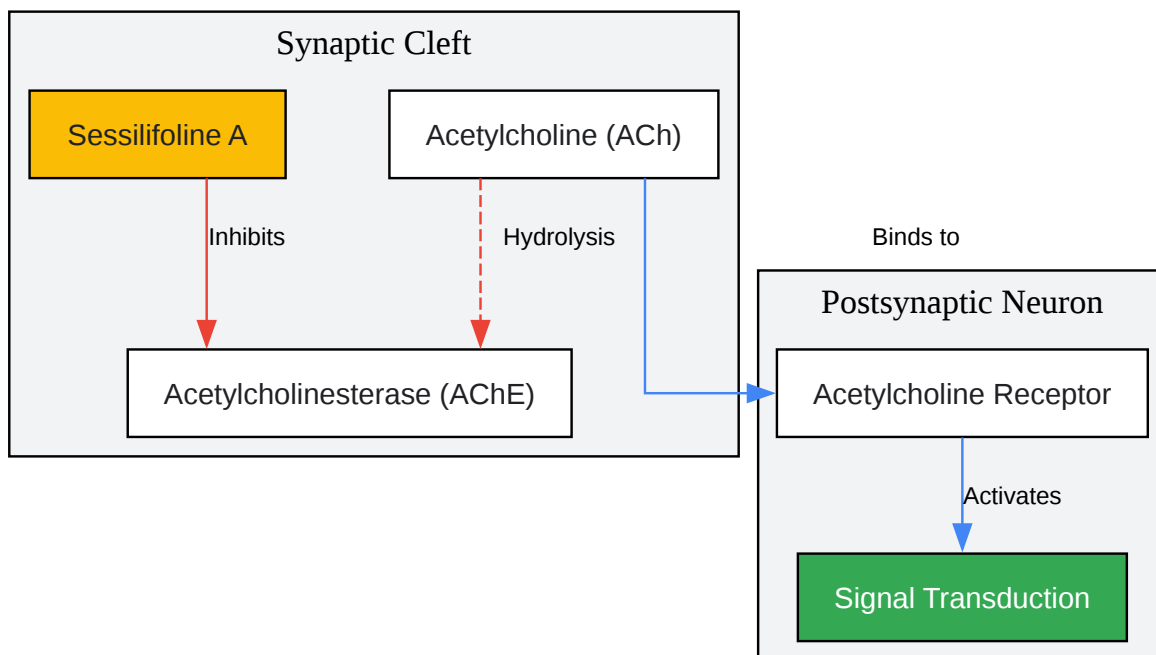 Synaptic Cleft
Sessilifoline A
Acetylcholine (ACh)
Inhibits
Hydrolysis
Binds to
Acetylcholinesterase (AChE)
Postsynaptic Neuron
Acetylcholine Receptor
Activates
Signal Transduction